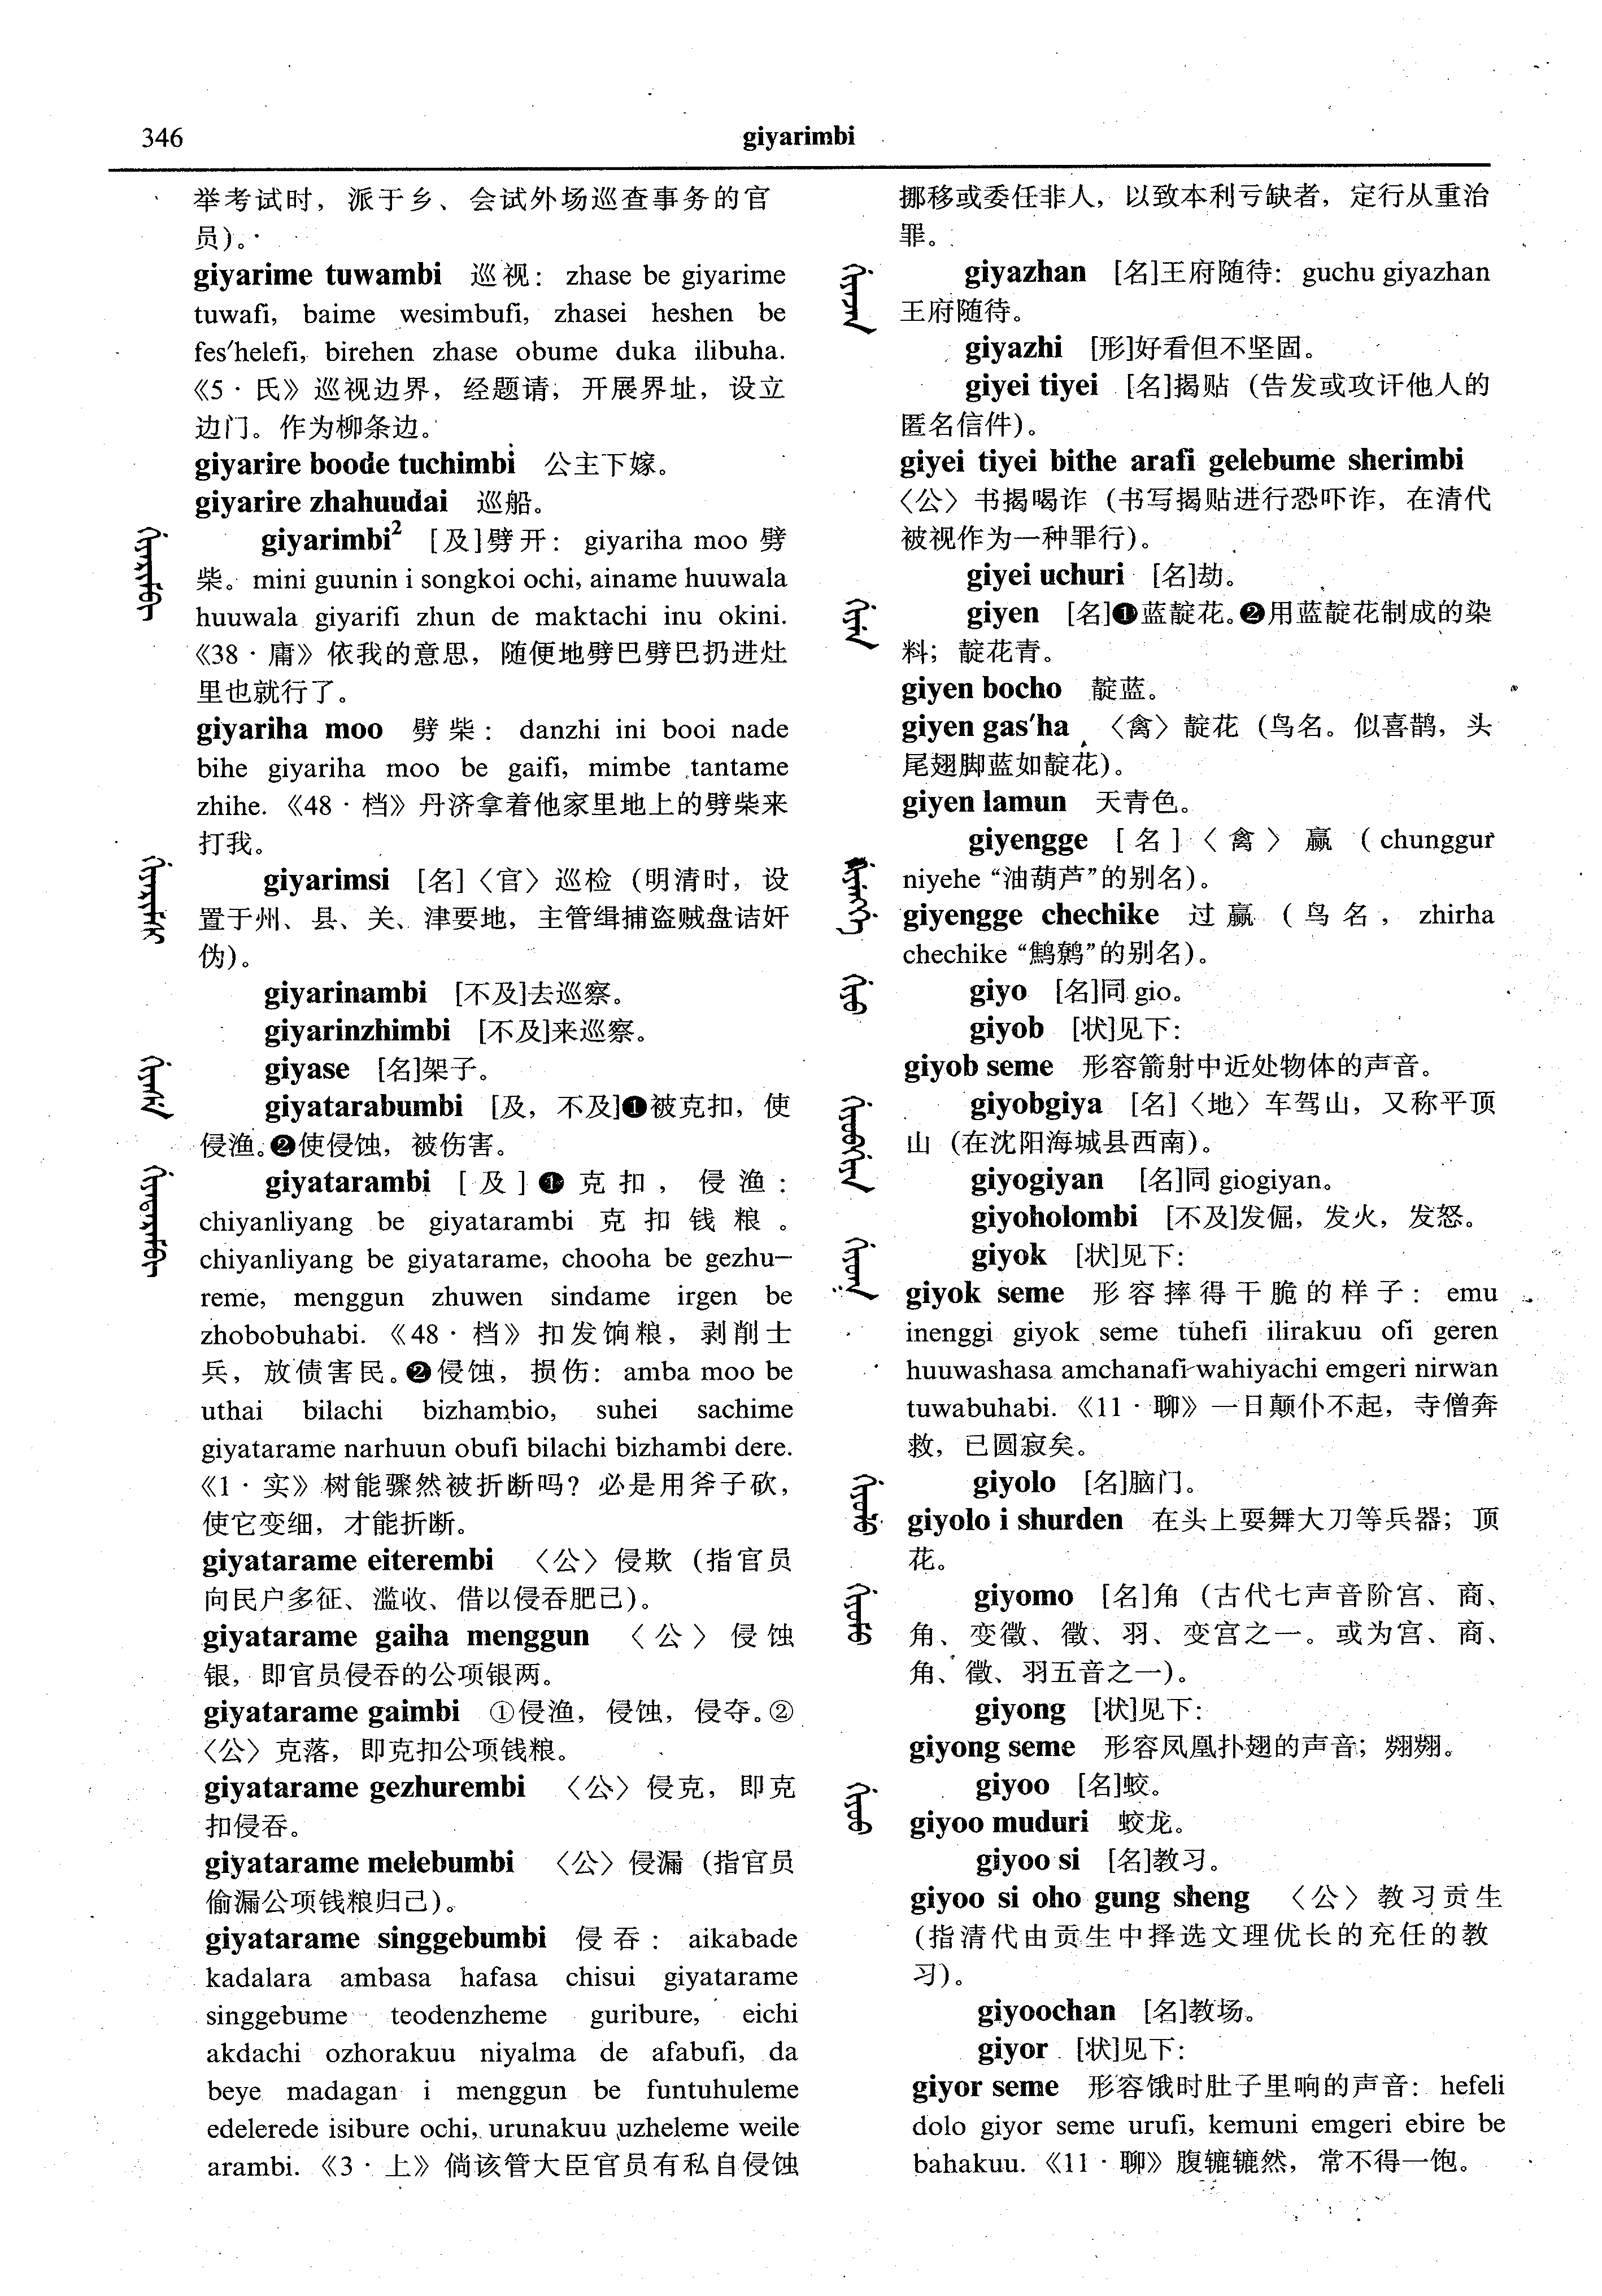 346
giyarimbi
举考试时，派于乡、会试外场巡查事务的官
员)。
giyarime tuwambi 巡视：zhase be giyarime
tuwafi, baime wesimbufi, zhasei heshen be
fes'helefi, birehen zhase obume duka ilibuha.
《5·氏》巡视边界，经题请，开展界址，设立
边门。作为柳条边。
giyarire boode tuchimbi 公主下嫁。
giyarire zhahuudai 巡船。
giyarimbi² [及]劈开：giyariha moo 劈
柴。mini guunin i songkoi ochi, ainame huuwala
huuwala giyarifi zhun de maktachi inu okini.
《38·庸》依我的意思，随便地劈巴劈巴扔进灶
里也就行了。
giyariha moo 劈柴：danzhi ini booi nade
bihe giyariha moo be gaifi, mimbe tantame
zhihe.《48·档》丹济拿着他家里地上的劈柴来
打我。
giyarimsi [名]〈官〉巡检（明清时，设
置于州、县、关、津要地，主管缉捕盗贼盘诘奸
伪)。
giyarinambi [不及]去巡察。
giyarinzhimbi [不及]来巡察。
giyase [名]架子。
giyatarabumbi [及，不及]❶被克扣，使
侵渔。❷使侵蚀，被伤害。
giyatarambi [及]❶克扣，侵渔：
chiyanliyang be giyatarambi 克扣钱粮。
chiyanliyang be giyatarame, chooha be gezhu-
reme, menggun zhuwen sindame irgen be
zhobobuhabi.《48·档》扣发饷粮，剥削士
兵，放债害民。❷侵蚀，损伤：amba moo be
uthai bilachi bizhambio, suhei sachime
giyatarame narhuun obufi bilachi bizhambi dere.
《1·实》树能骤然被折断吗？必是用斧子砍，
使它变细，才能折断。
giyatarame eiterembi 〈公〉侵欺（指官员
向民户多征、滥收、借以侵吞肥己)。
giyatarame gaiha menggun 〈公〉侵蚀
银，即官员侵吞的公项银两。
giyatarame gaimbi ①侵渔，侵蚀，侵夺。②
〈公〉克落，即克扣公项钱粮。
giyatarame gezhurembi 〈公〉侵克，即克
扣侵吞。
giyatarame melebumbi 〈公〉侵漏（指官员
偷漏公项钱粮归己)。
giyatarame singgebumbi 侵吞：aikabade
kadalara ambasa hafasa chisui giyatarame
singgebume teodenzheme guribure, eichi
akdachi ozhorakuu niyalma de afabufi, da
beye madagan i menggun be funtuhuleme
edelerede isibure ochi, urunakuu uzheleme weile
arambi.《3·上》倘该管大臣官员有私自侵蚀
挪移或委任非人，以致本利亏缺者，定行从重治
罪。
giyazhan [名]王府随待：guchu giyazhan
王府随待。
giyazhi [形]好看但不坚固。
giyei tiyei [名]揭贴（告发或攻讦他人的
匿名信件)。
giyei tiyei bithe arafi gelebume sherimbi
〈公〉书揭喝诈（书写揭贴进行恐吓诈，在清代
被视作为一种罪行)。
giyei uchuri [名]劫。
giyen [名]❶蓝靛花。❷用蓝靛花制成的染
料；靛花青。
giyen bocho 靛蓝。
giyen gas'ha 〈禽〉靛花（鸟名。似喜鹊，头
尾翅脚蓝如靛花)。
giyen lamun 天青色。
giyengge [名]〈禽〉赢（chunggur
niyehe “油葫芦”的别名)。
giyengge chechike 过赢（鸟名，zhirha
chechike “鹪鹩”的别名)。
giyo [名]同 gio。
giyob [状]见下：
giyob seme 形容箭射中近处物体的声音。
giyobgiya [名]〈地〉车驾山，又称平顶
山（在沈阳海城县西南)。
giyogiyan [名]同 giogiyan。
giyoholombi [不及]发倔，发火，发怒。
giyok [状]见下：
giyok seme 形容摔得干脆的样子：emu
inenggi giyok seme tuhefi ilirakuu ofi geren
huuwashasa amchanafi wahiyachi emgeri nirwan
tuwabuhabi.《11·聊》一日颠仆不起，寺僧奔
救，已圆寂矣。
giyolo [名]脑门。
giyolo i shurden 在头上耍舞大刀等兵器；顶
花。
giyomo [名]角（古代七声音阶宫、商、
角、变徵、徵、羽、变宫之一。或为宫、商、
角、徵、羽五音之一)。
giyong [状]见下：
giyong seme 形容凤凰扑翅的声音；翙翙。
giyoo [名]蛟。
giyoo muduri 蛟龙。
giyoo si [名]教习。
giyoo si oho gung sheng 〈公〉教习贡生
（指清代由贡生中择选文理优长的充任的教
习)。
giyoochan [名]教场。
giyor [状]见下：
giyor seme 形容饿时肚子里响的声音：hefeli
dolo giyor seme urufi, kemuni emgeri ebire be
bahakuu.《11·聊》腹辘辘然，常不得一饱。